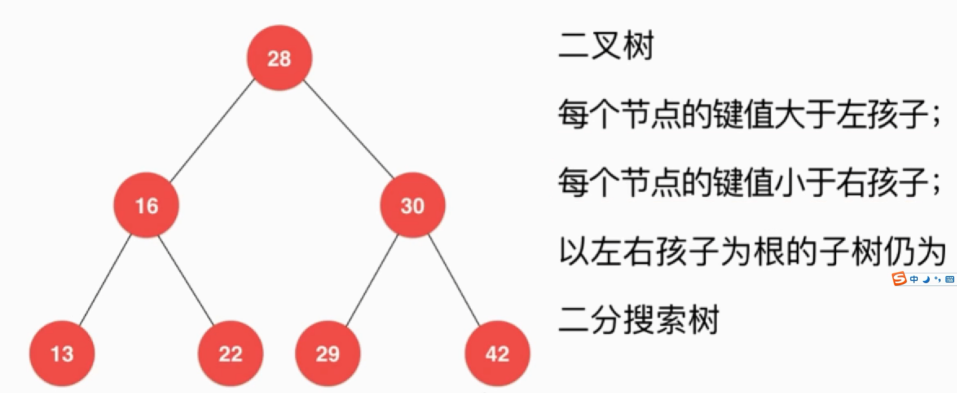 28
二叉树
每个节点的键值大于左孩子；
16
30
每个节点的键值小于右孩子；
以左右孩子为根的子树仍为
中
13
22
29
42
二分搜索树